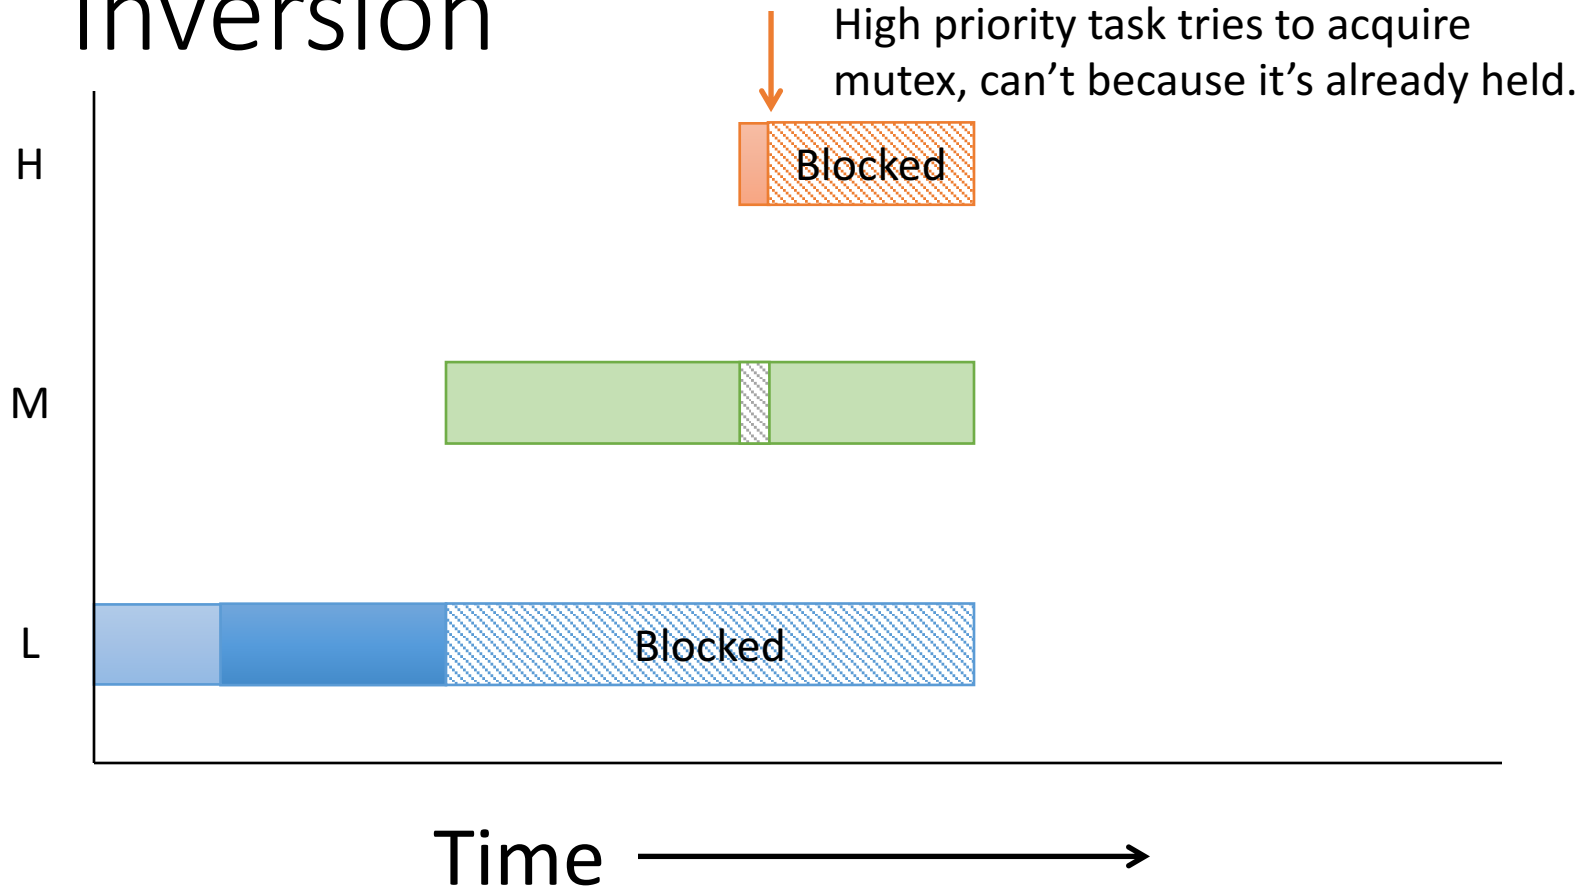 Inversion
High priority task tries to acquire
mutex, can’t because it’s already held.
H
Blocked
M
L
Blocked
Time